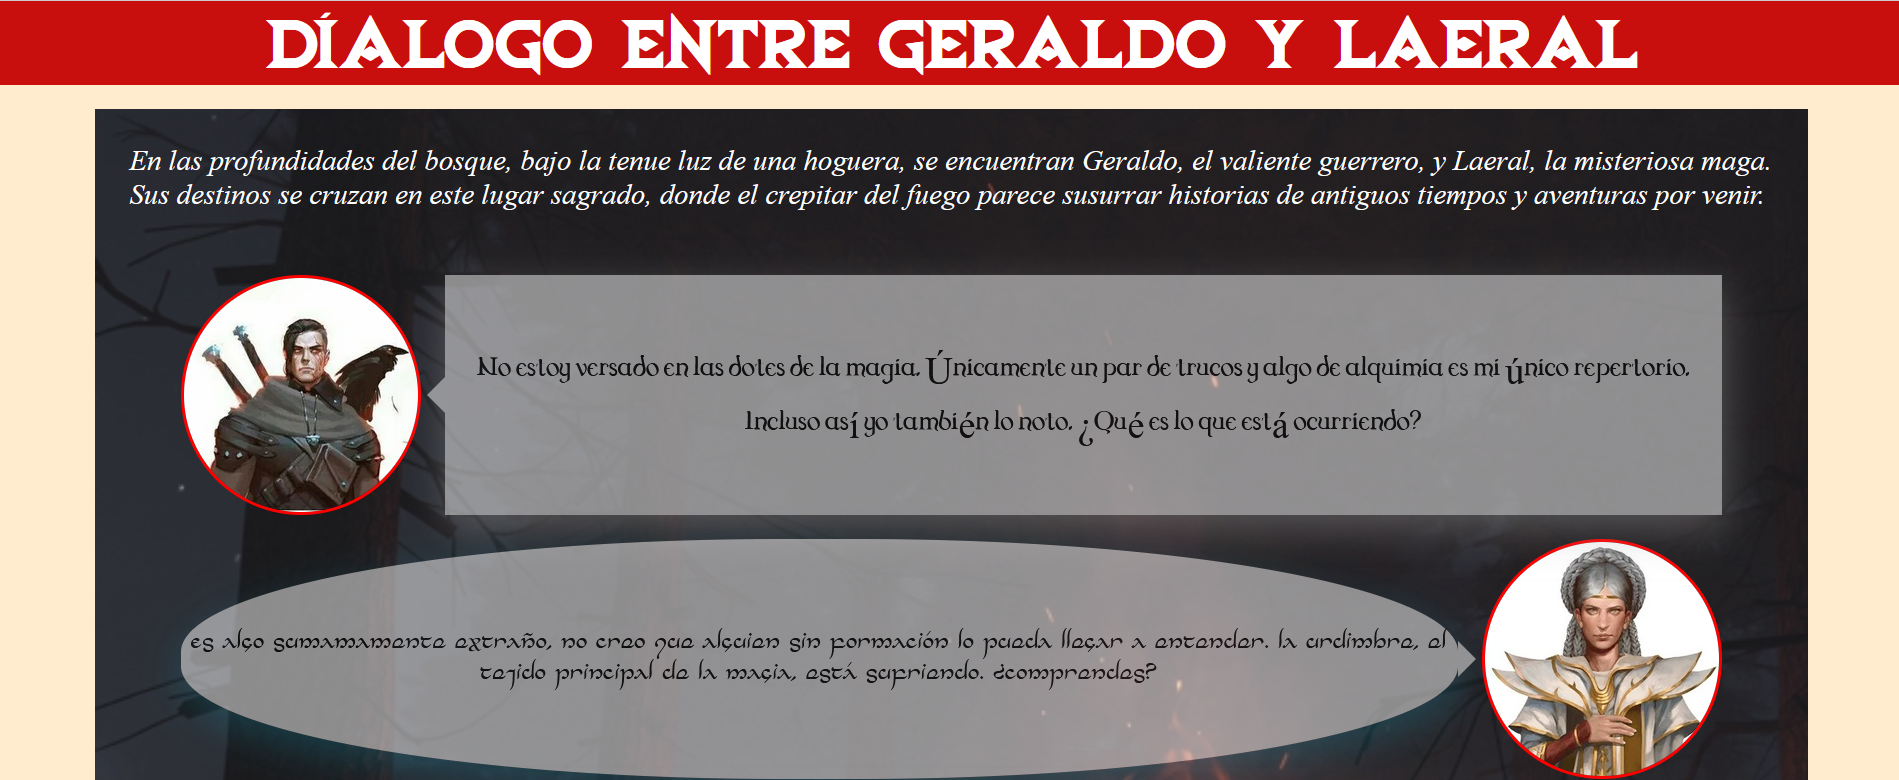 DÍALOGO ENTRE GERALDO Y LAERAL
En las profundidades del bosque, bajo la tenue luz de una hoguera, se encuentran Geraldo, el valiente guerrero, y Laeral, la misteriosa maga.
Sus destinos se cruzan en este lugar sagrado, donde el crepitar del fuego parece susurrar historias de antiguos tiempos y aventuras por venir.
No estoy versado en las dotes de la magia. Únicamente un par de trucos y algo de alquimia es mi único repertorio.
Incluso así yo también lo noto. ¿Qué es lo que está ocurriendo?
es algo sumamamente extraño, no creo que alguien sin formación lo pueda llegar a entender. la urdimbre, el
tejido principal de la magia, está sufriendo. ¿comprendes?